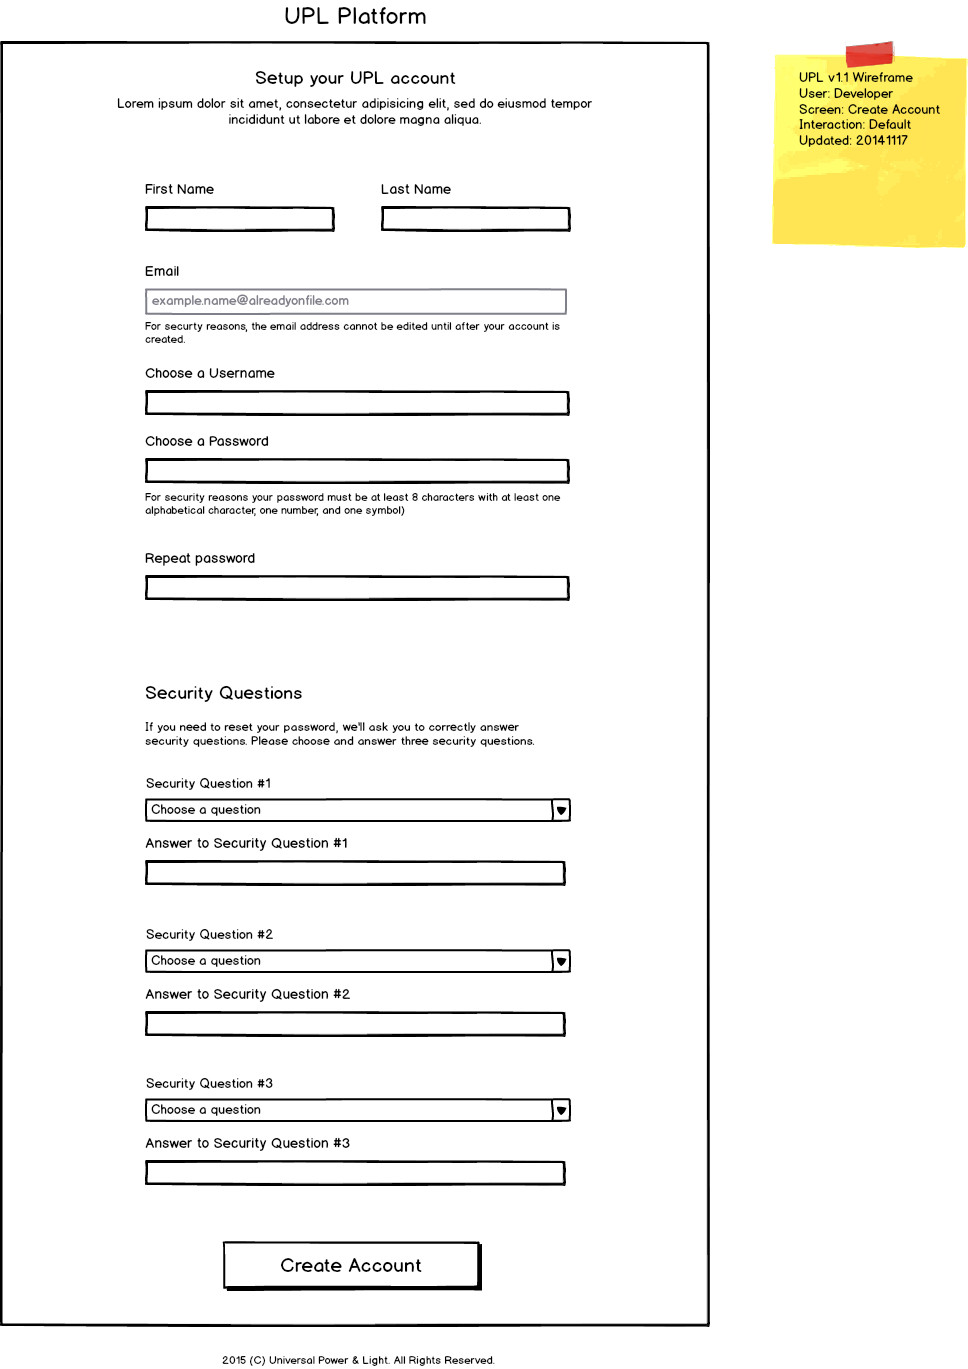 UPL Platform
Setup your UPL account
Lorem ipsum dolor sit amet, consectetur adipisicing elit, sed do eiusmod tempor
incididunt ut labore et dolore magna aliqua.
First Name
Last Name
Email
example.name@alreadyonfile.com
For securty reasons, the email address cannot be edited until after your account is
created.
Choose a Username
Choose a Password
For security reasons your password must be at least 8 characters with at least one
alphabetical character, one number, and one symbol)
Repeat password
Security Questions
If you need to reset your password, we'll ask you to correctly answer
security questions. Please choose and answer three security questions.
Security Question #1
Choose a question
Answer to Security Question #1
Security Question #2
Choose a question
Answer to Security Question #2
Security Question #3
Choose a question
Answer to Security Question #3
Create Account
2015 (C) Universal Power & Light. All Rights Reserved.
UPL v1.1 Wireframe
User: Developer
Screen: Create Account
Interaction: Default
Updated: 20141117